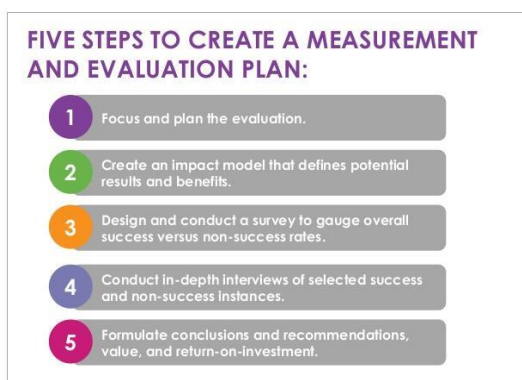 FIVE STEPS TO CREATE A MEASUREMENT
AND EVALUATION PLAN:
1 Focus and plan the evaluation.
2 Create an impact model that defines potential
results and benefits.
3 Design and conduct a survey to gauge overall
success versus non-success rates.
4 Conduct in-depth interviews of selected success
and non-success instances.
5 Formulate conclusions and recommendations,
value, and return-on-investment.